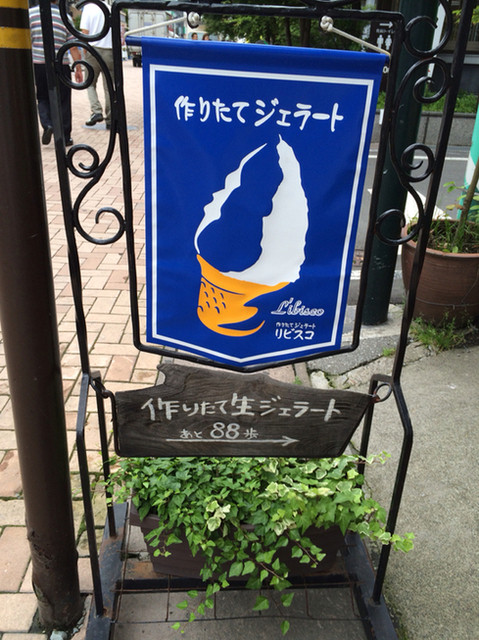 作りたてジェラート
L'ibisco
作りたてジェラート
リビスコ
作りたて生ジェラート
あと 88歩